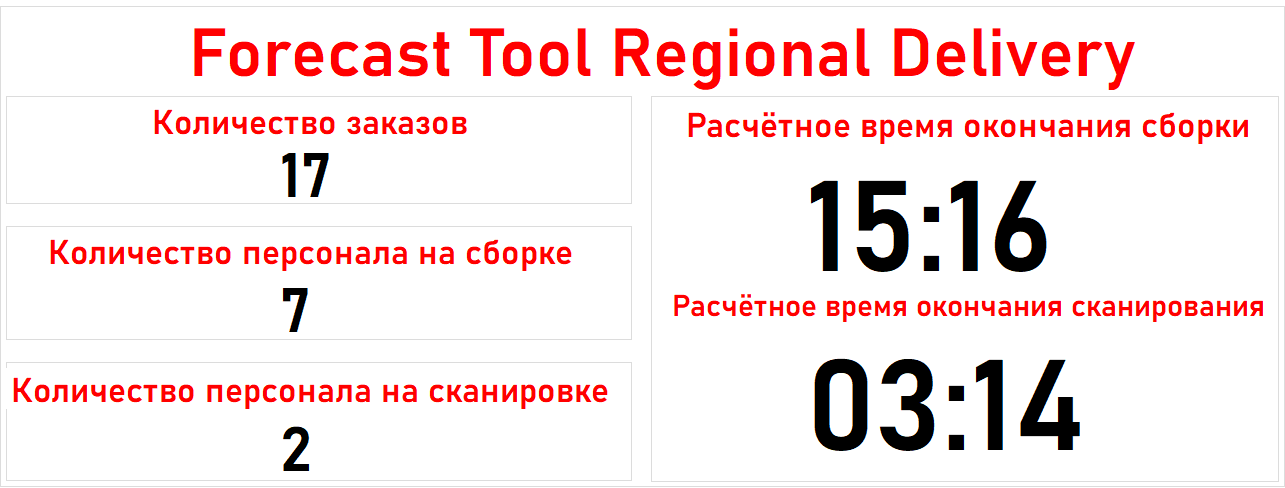 Forecast Tool Regional Delivery
Количество заказов
17
Количество персонала на сборке
7
Количество персонала на сканировке
2
Расчётное время окончания сборки
15:16
Расчётное время окончания сканирования
03:14